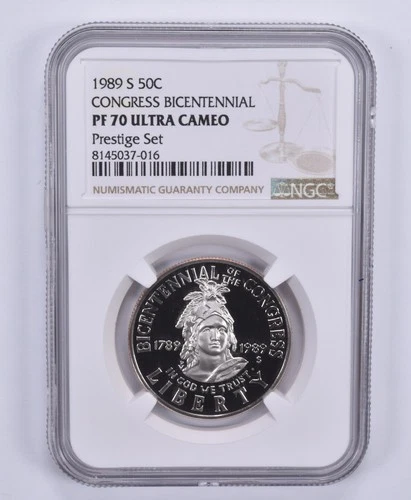 1989 S 50C
CONGRESS BICENTENNIAL
PF 70 ULTRA CAMEO
Prestige Set
8145037-016
NUMISMATIC GUARANTY COMPANY NGC
BICENTENNIAL OF THE CONGRESS
1789 1989
S
IN GOD WE TRUST
LIBERTY